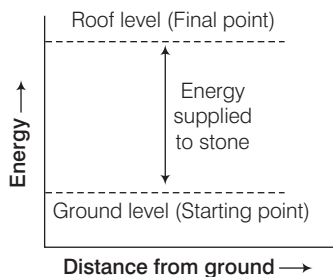 Roof level (Final point)
Energy
supplied
to stone
Energy
Ground level (Starting point)
Distance from ground